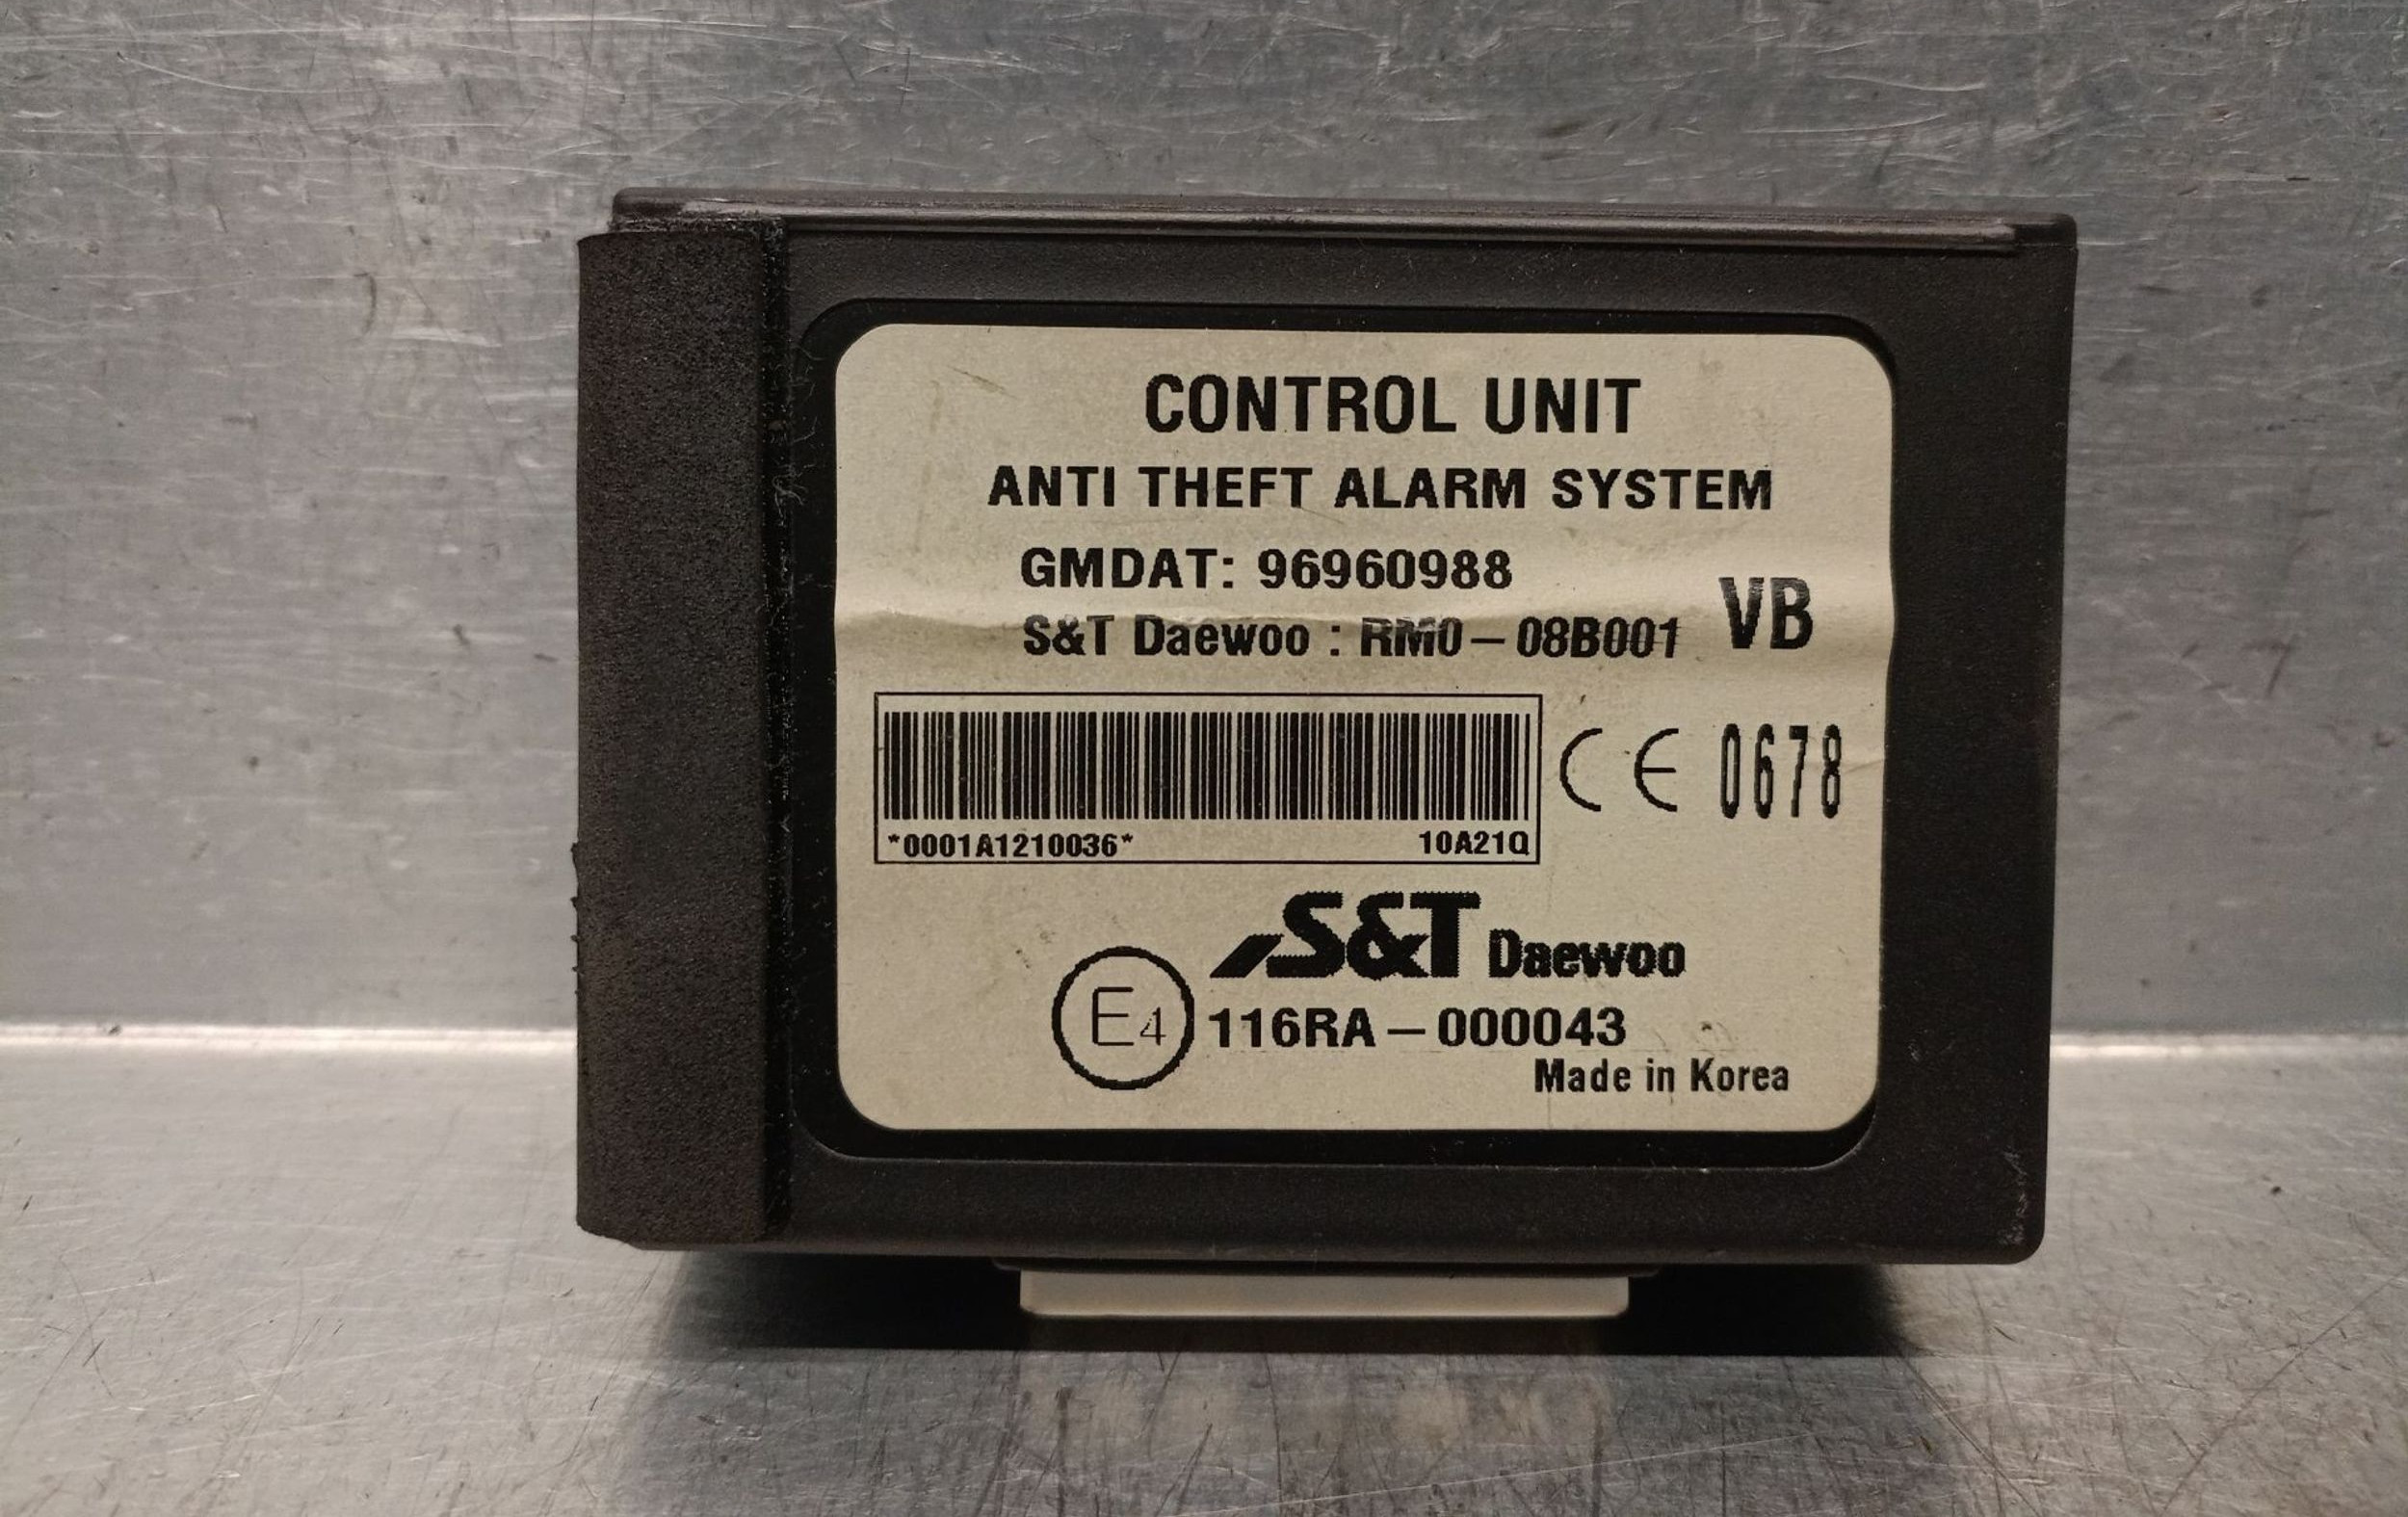 CONTROL UNIT
ANTI THEFT ALARM SYSTEM
GMDAT: 96960988
S&T Daewoo : RM0-08B001 VB
CE 0678
*0001A1210036* 10A21Q
S&T Daewoo
E4 116RA-000043
Made in Korea